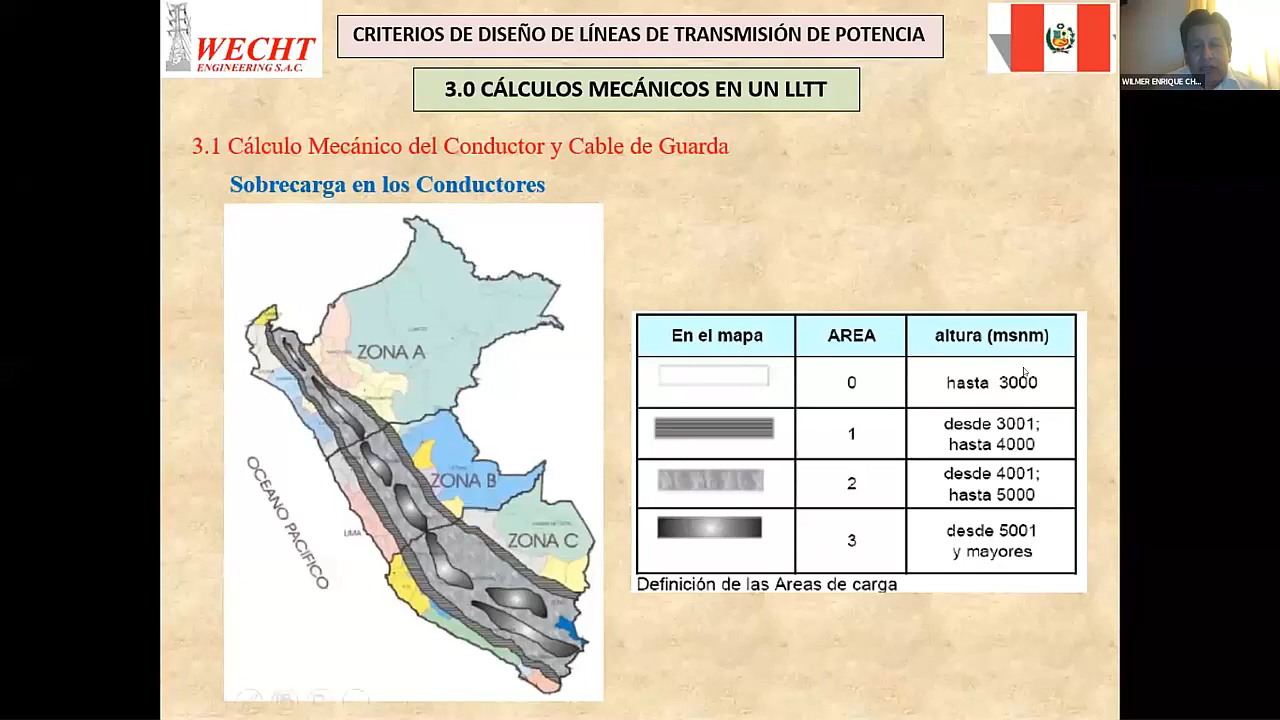 WECHT
ENGINEERING S.A.C.
CRITERIOS DE DISEÑO DE LÍNEAS DE TRANSMISIÓN DE POTENCIA
3.0 CÁLCULOS MECÁNICOS EN UN LLTT
WILMER ENRIQUE CH...
3.1 Cálculo Mecánico del Conductor y Cable de Guarda
Sobrecarga en los Conductores
ZONA A
ZONA B
ZONA C
OCEANO PACIFICO
LIMA
En el mapa AREA altura (msnm)
0 hasta 3000
1 desde 3001;
hasta 4000
2 desde 4001;
hasta 5000
3 desde 5001
y mayores
Definición de las Areas de carga